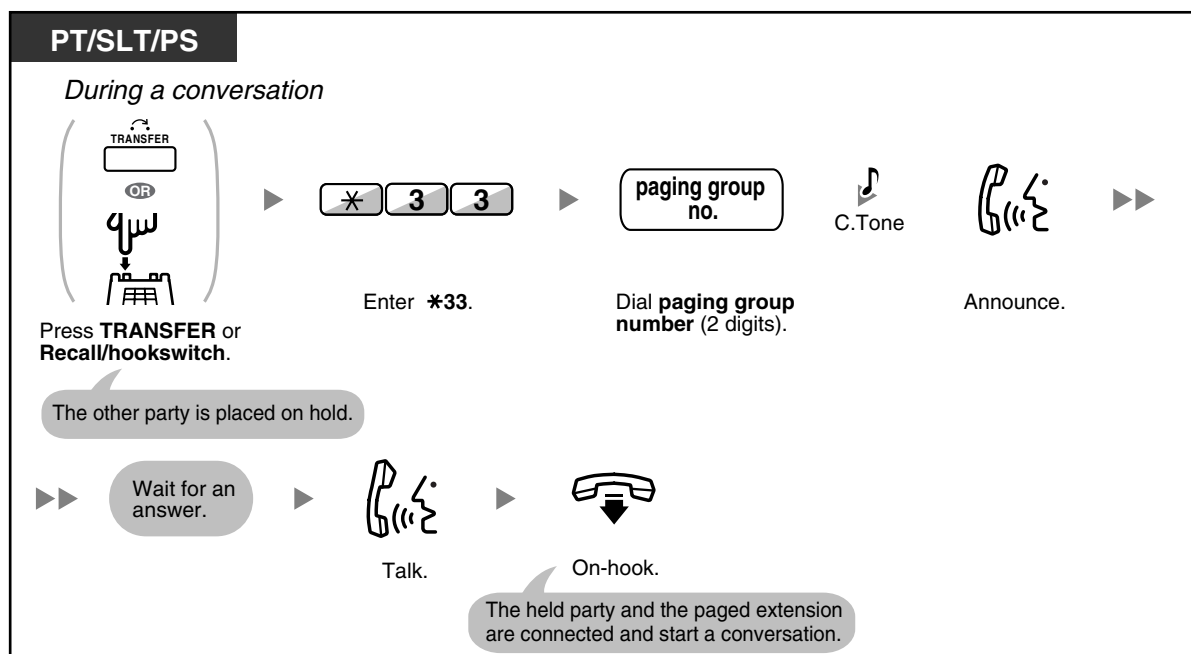 PT/SLT/PS
During a conversation
TRANSFER
OR
✱ 3 3
paging group
no.
C.Tone
Press TRANSFER or
Recall/hookswitch.
Enter ✱33.
Dial paging group
number (2 digits).
Announce.
The other party is placed on hold.
Wait for an
answer.
Talk.
On-hook.
The held party and the paged extension
are connected and start a conversation.